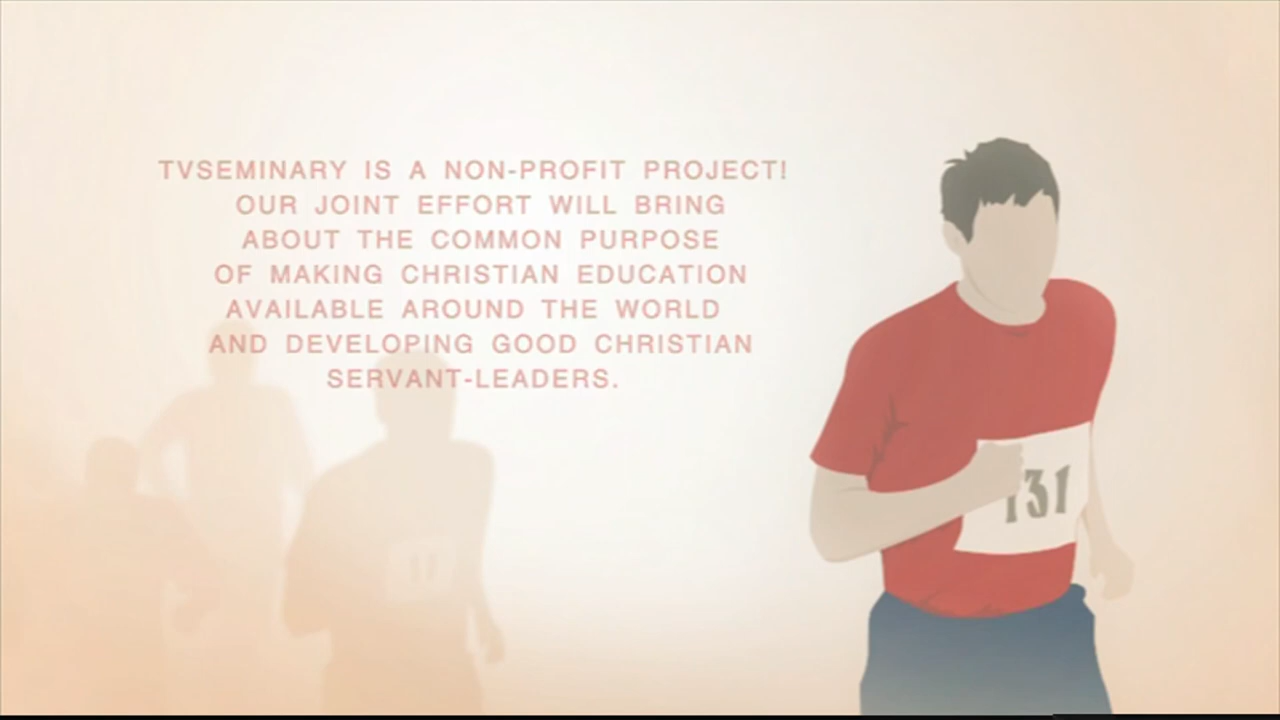 TVSEMINARY IS A NON-PROFIT PROJECT!
OUR JOINT EFFORT WILL BRING
ABOUT THE COMMON PURPOSE
OF MAKING CHRISTIAN EDUCATION
AVAILABLE AROUND THE WORLD
AND DEVELOPING GOOD CHRISTIAN
SERVANT-LEADERS.
131